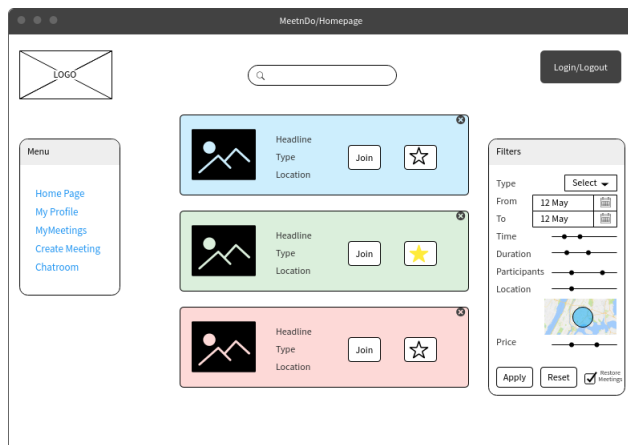 MeetnDo/Homepage
LOGO
Login/Logout
Menu
Home Page
My Profile
MyMeetings
Create Meeting
Chatroom
Headline
Type
Location
Join
Headline
Type
Location
Join
Headline
Type
Location
Join
Filters
Type Select
From 12 May
To 12 May
Time
Duration
Participants
Location
Price
Apply Reset Restore
Meetings